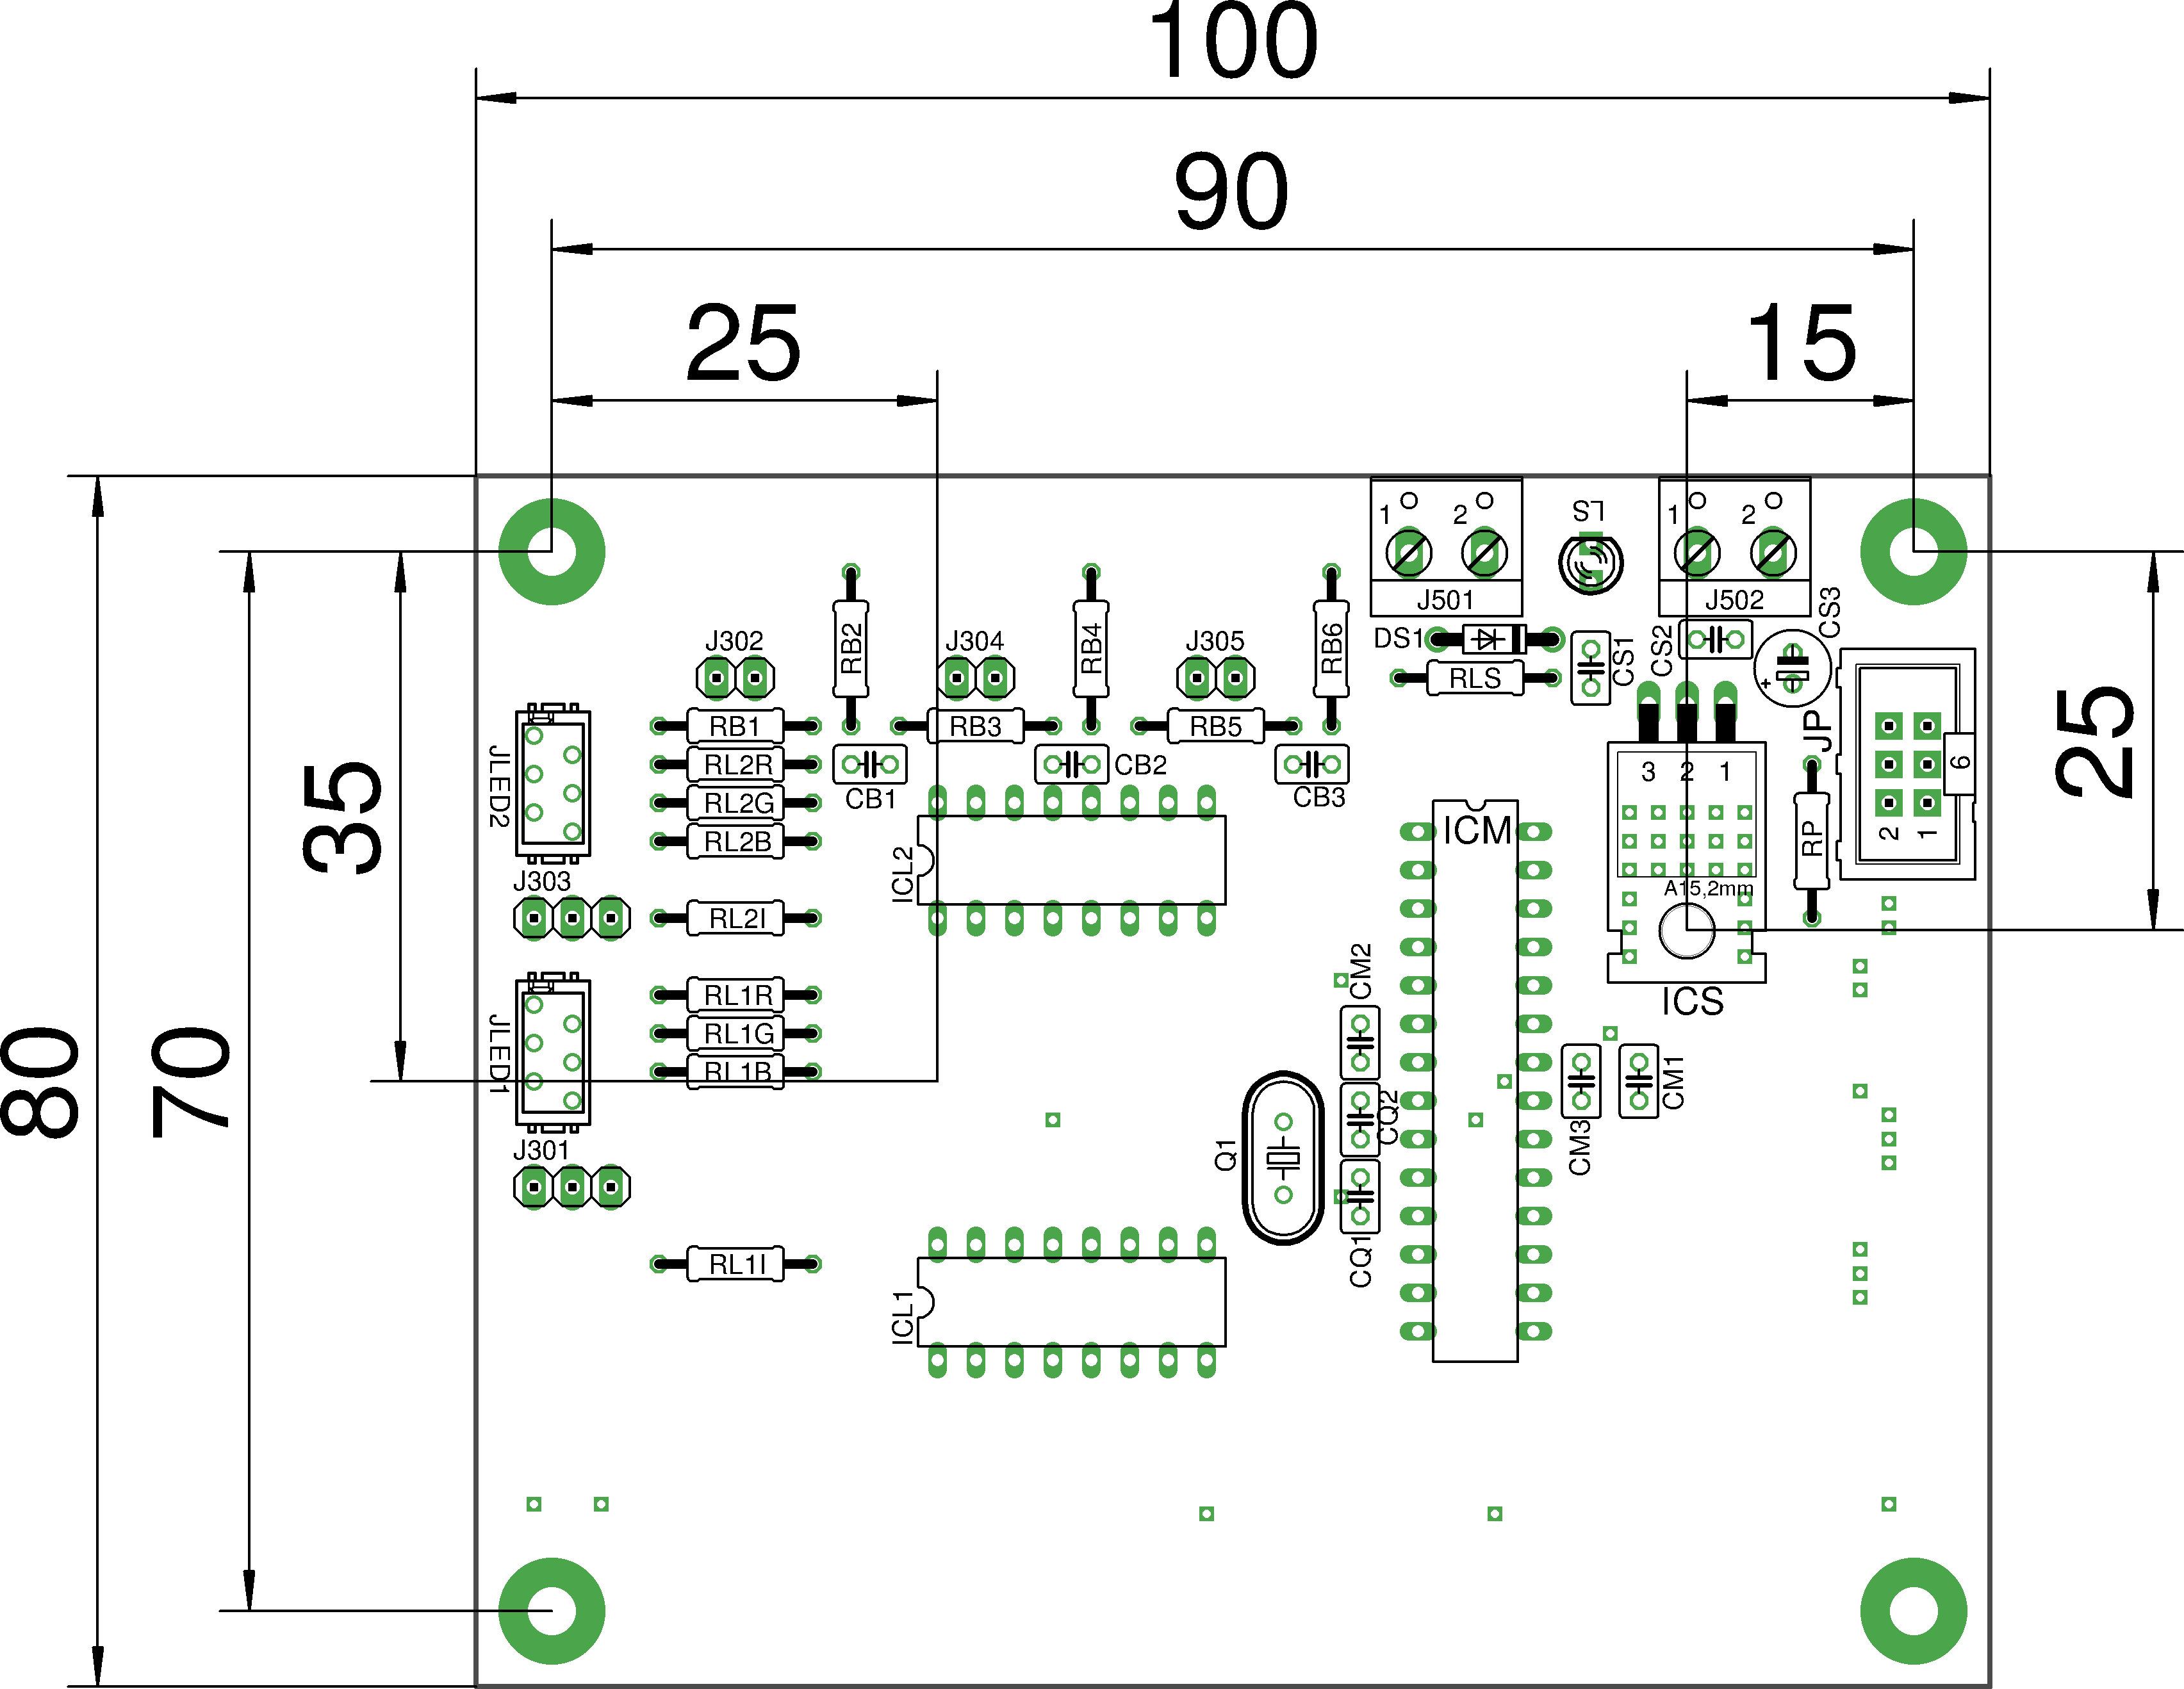 100
90
25
15
35
70
80
25
1
2
J501
LS
1
2
J502
CS3
J302
RB2
J304
RB4
J305
RB6
DS1
RLS
CS1
CS2
JP
RB1
RB3
RB5
JLED2
RL2R
RL2G
RL2B
CB1
CB2
CB3
3
2
1
6
2
1
ICM
RP
ICL2
A15,2mm
J303
RL2I
ICS
CM2
RL1R
RL1G
RL1B
JLED1
CQ2
CM3
CM1
Q1
J301
CQ1
RL1I
ICL1
+